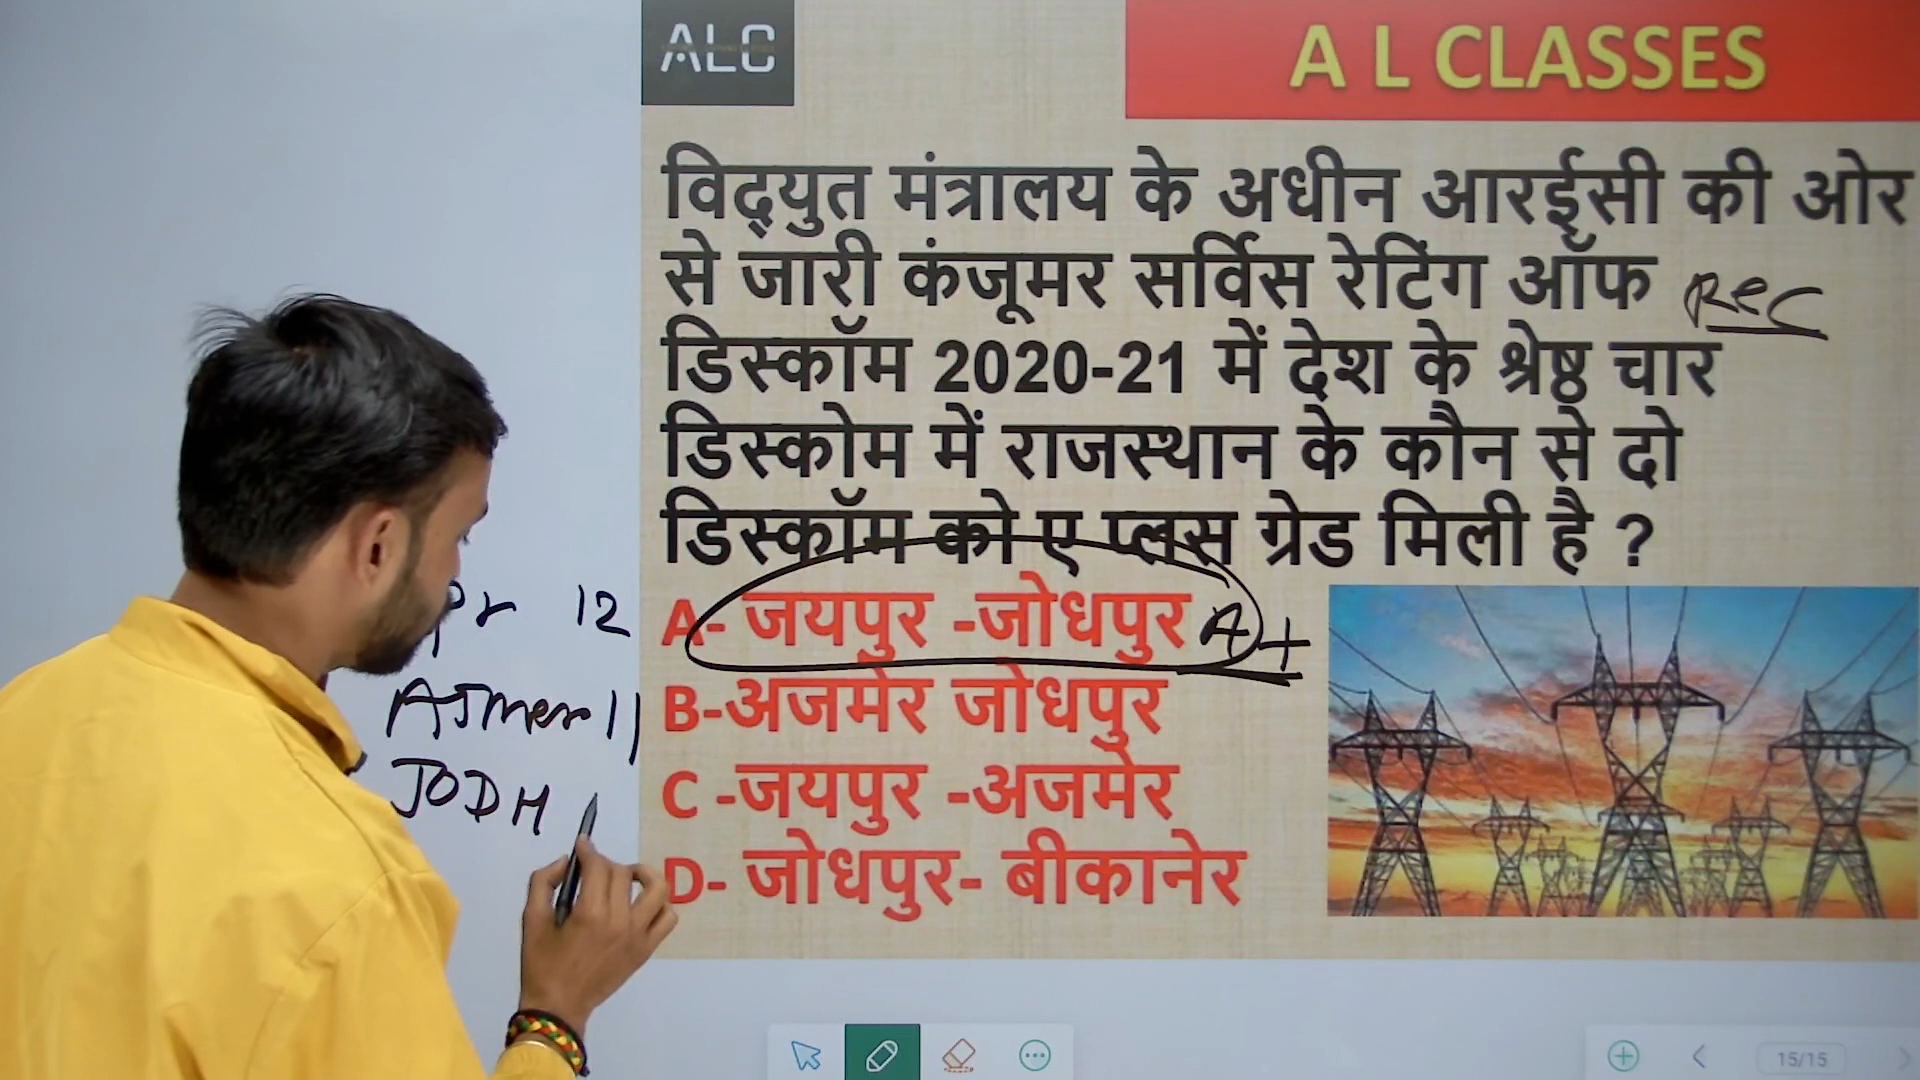 ALC
A L CLASSES
विद्युत मंत्रालय के अधीन आरईसी की ओर
से जारी कंजूमर सर्विस रेटिंग ऑफ
REC
डिस्कॉम 2020-21 में देश के श्रेष्ठ चार
डिस्कोम में राजस्थान के कौन से दो
डिस्कॉम को ए प्लस ग्रेड मिली है ?
A- जयपुर -जोधपुर A+
B-अजमेर जोधपुर
C -जयपुर -अजमेर
D- जोधपुर- बीकानेर
pr 12
AJmer 11
JODH
15/15